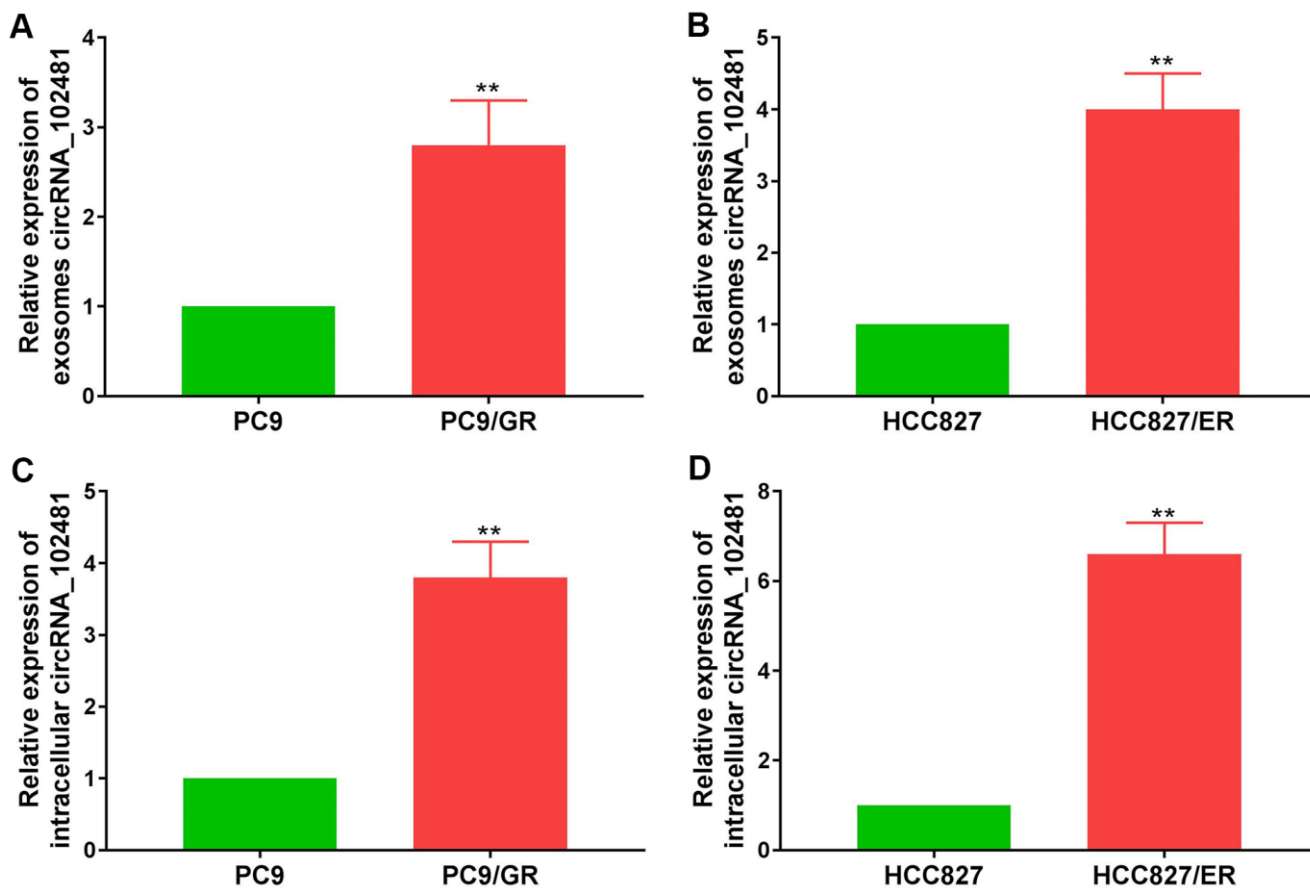 A
Relative expression of
exosomes circRNA_102481
4
3
2
1
0
**
PC9
PC9/GR
B
Relative expression of
exosomes circRNA_102481
5
4
3
2
1
0
**
HCC827
HCC827/ER
C
Relative expression of
intracellular circRNA_102481
5
4
3
2
1
0
**
PC9
PC9/GR
D
Relative expression of
intracellular circRNA_102481
8
6
4
2
0
**
HCC827
HCC827/ER